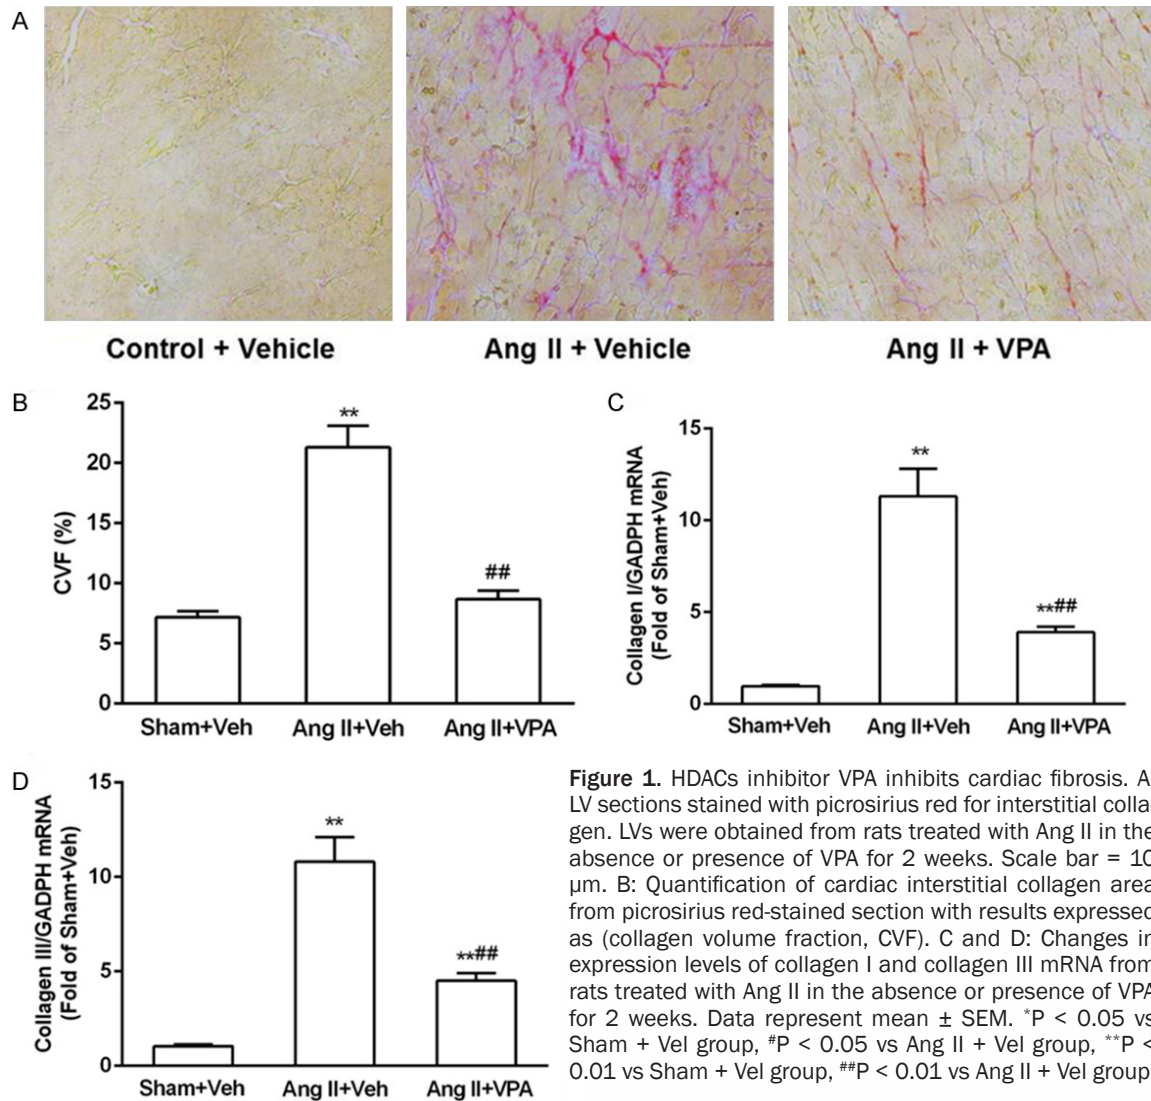 A
Control + Vehicle
Ang II + Vehicle
Ang II + VPA
B
CVF (%)
25
20
15
10
5
0
**
##
Sham+Veh
Ang II+Veh
Ang II+VPA
C
Collagen I/GADPH mRNA
(Fold of Sham+Veh)
15
10
5
0
**
**##
Sham+Veh
Ang II+Veh
Ang II+VPA
D
Collagen III/GADPH mRNA
(Fold of Sham+Veh)
15
10
5
0
**
**##
Sham+Veh
Ang II+Veh
Ang II+VPA
Figure 1. HDACs inhibitor VPA inhibits cardiac fibrosis. A
LV sections stained with picrosirius red for interstitial colla-
gen. LVs were obtained from rats treated with Ang II in the
absence or presence of VPA for 2 weeks. Scale bar = 10
µm. B: Quantification of cardiac interstitial collagen area
from picrosirius red-stained section with results expressed
as (collagen volume fraction, CVF). C and D: Changes in
expression levels of collagen I and collagen III mRNA from
rats treated with Ang II in the absence or presence of VPA
for 2 weeks. Data represent mean ± SEM. *P < 0.05 vs
Sham + Vel group, #P < 0.05 vs Ang II + Vel group, **P <
0.01 vs Sham + Vel group, ##P < 0.01 vs Ang II + Vel group